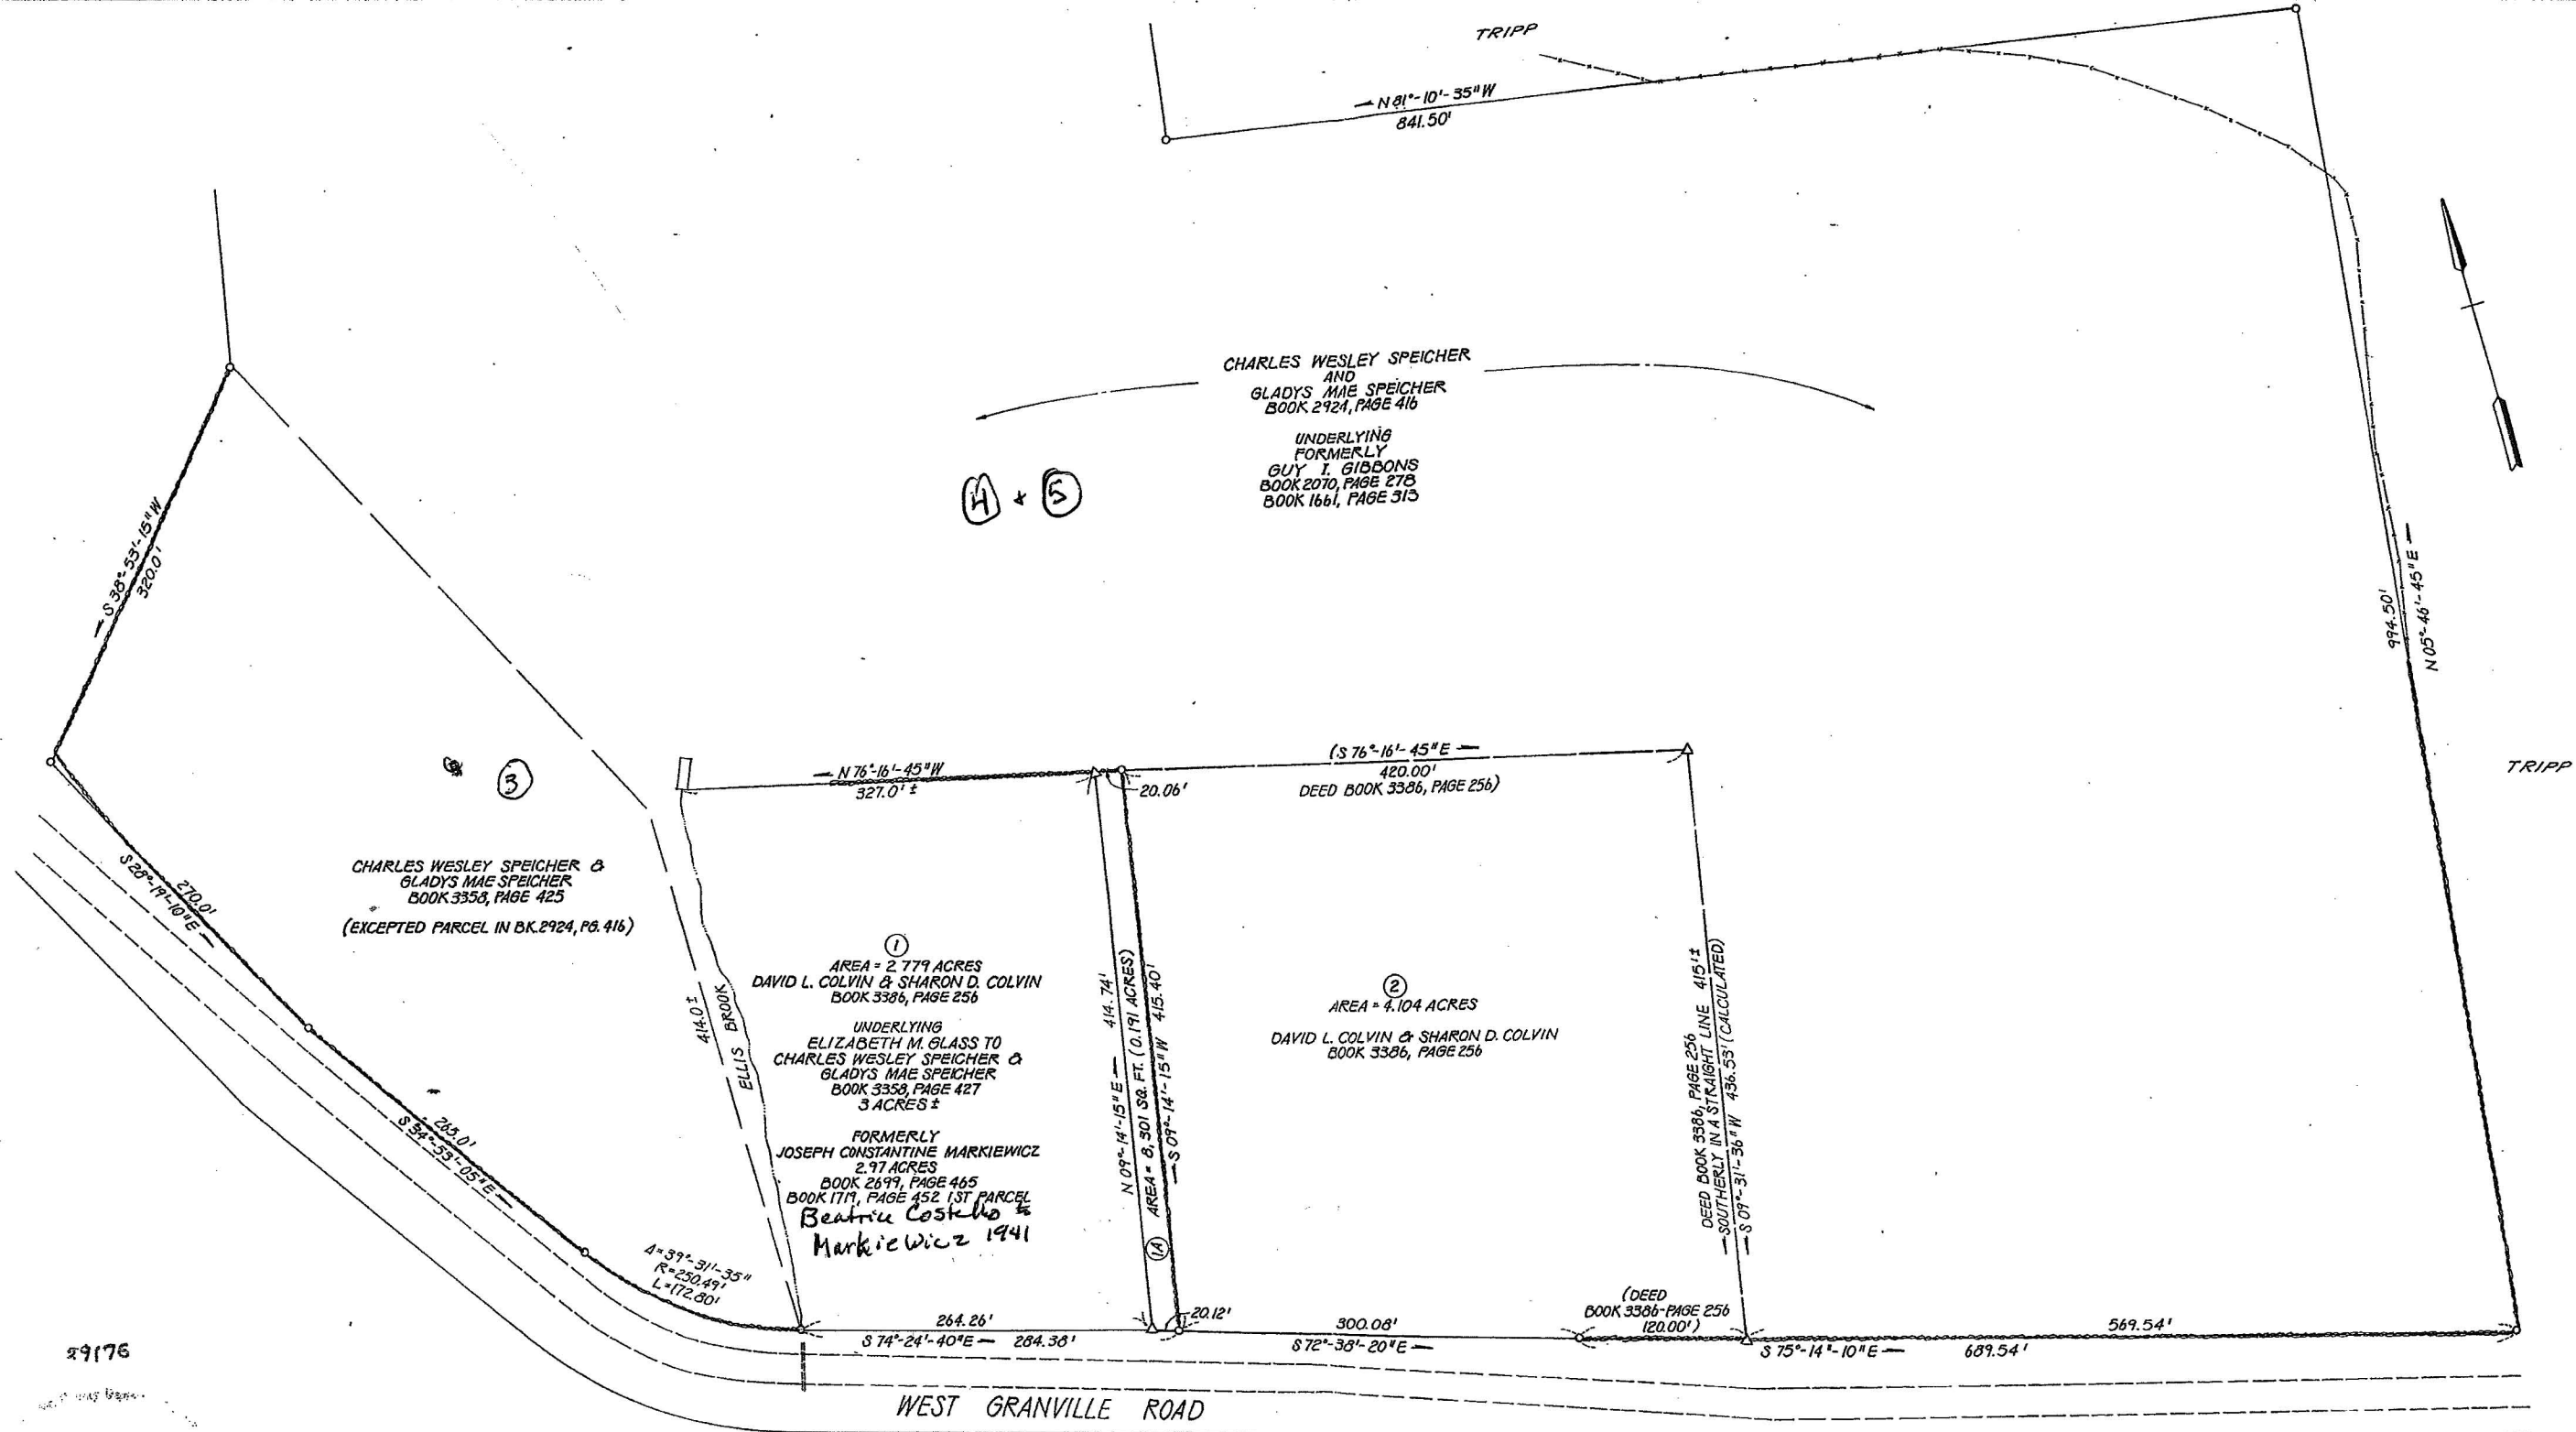 TRIPP
N 81°-10'-35" W
841.50'
CHARLES WESLEY SPEICHER
AND
GLADYS MAE SPEICHER
BOOK 2924, PAGE 416
UNDERLYING
FORMERLY
GUY I. GIBBONS
BOOK 2070, PAGE 278
BOOK 1661, PAGE 313
4 + 5
S 38°-53'-15" W
320.0'
994.50'
N 05°-46'-45" E
TRIPP
3
N 76°-16'-45" W
327.0' ±
20.06'
(S 76°-16'-45" E
420.00'
DEED BOOK 3386, PAGE 256)
270.0'
S 28°-19'-10" E
CHARLES WESLEY SPEICHER &
GLADYS MAE SPEICHER
BOOK 3358, PAGE 425
(EXCEPTED PARCEL IN BK. 2924, PG. 416)
265.0'
S 34°-53'-05" E
Δ=39°-31'-35"
R=250.49'
L=172.80'
414.0 ±
ELLIS BROOK
1
AREA = 2.779 ACRES
DAVID L. COLVIN & SHARON D. COLVIN
BOOK 3386, PAGE 256
UNDERLYING
ELIZABETH M. GLASS TO
CHARLES WESLEY SPEICHER &
GLADYS MAE SPEICHER
BOOK 3358, PAGE 427
3 ACRES ±
FORMERLY
JOSEPH CONSTANTINE MARKIEWICZ
2.97 ACRES
BOOK 2699, PAGE 465
BOOK 1719, PAGE 452 1ST PARCEL
Beatrice Costello to
Markiewicz 1941
N 09°-14'-15" E 414.74'
1A AREA = 8,301 SQ. FT. (0.191 ACRES)
S 09°-14'-15" W 415.40'
2
AREA = 4.104 ACRES
DAVID L. COLVIN & SHARON D. COLVIN
BOOK 3386, PAGE 256
DEED BOOK 3386, PAGE 256
SOUTHERLY IN A STRAIGHT LINE 415' ±
S 09°-31'-36" W 436.53' (CALCULATED)
264.26'
S 74°-24'-40" E 284.38'
20.12'
300.08'
S 72°-38'-20" E
(DEED
BOOK 3386-PAGE 256
120.00')
569.54'
S 75°-14'-10" E 689.54'
WEST GRANVILLE ROAD
29176